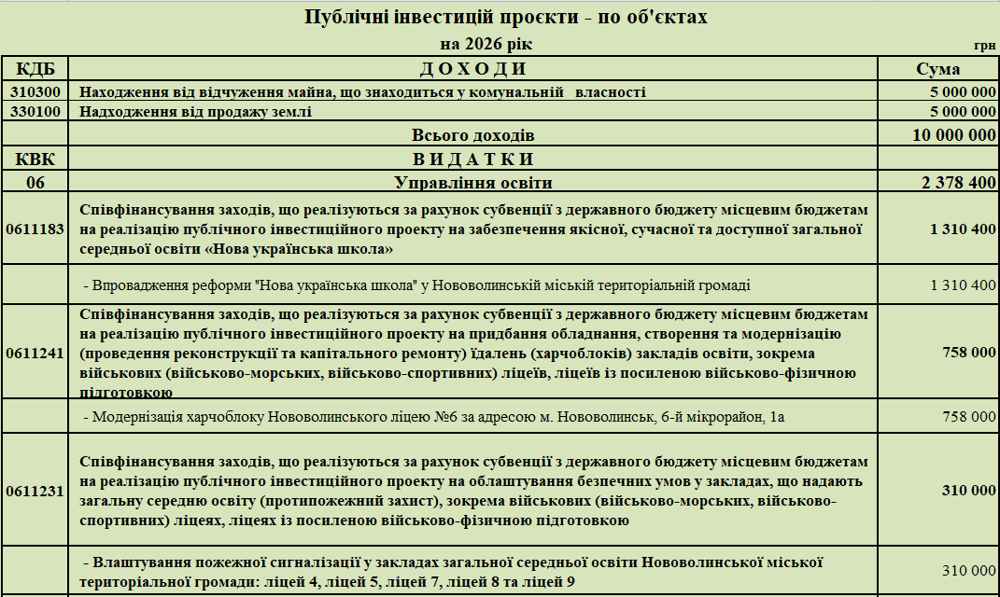 Публічні інвестицій проєкти - по об'єктах
на 2026 рік
грн
КДБ Д О Х О Д И Сума
310300 Находження від відчуження майна, що знаходиться у комунальній власності 5 000 000
330100 Надходження від продажу землі 5 000 000
Всього доходів 10 000 000
КВК В И Д А Т К И
06 Управління освіти 2 378 400
Співфінансування заходів, що реалізуються за рахунок субвенції з державного бюджету місцевим бюджетам
на реалізацію публічного інвестиційного проекту на забезпечення якісної, сучасної та доступної загальної
середньої освіти «Нова українська школа»
0611183 1 310 400
- Впровадження реформи "Нова українська школа" у Нововолинській міській територіальній громаді 1 310 400
Співфінансування заходів, що реалізуються за рахунок субвенції з державного бюджету місцевим бюджетам
на реалізацію публічного інвестиційного проекту на придбання обладнання, створення та модернізацію
(проведення реконструкції та капітального ремонту) їдалень (харчоблоків) закладів освіти, зокрема
військових (військово-морських, військово-спортивних) ліцеїв, ліцеїв із посиленою військово-фізичною
підготовкою
0611241 758 000
- Модернізація харчоблоку Нововолинського ліцею №6 за адресою м. Нововолинськ, 6-й мікрорайон, 1а 758 000
Співфінансування заходів, що реалізуються за рахунок субвенції з державного бюджету місцевим бюджетам
на реалізацію публічного інвестиційного проекту на облаштування безпечних умов у закладах, що надають
загальну середню освіту (протипожежний захист), зокрема військових (військово-морських, військово-
спортивних) ліцеях, ліцеях із посиленою військово-фізичною підготовкою
0611231 310 000
- Влаштування пожежної сигналізації у закладах загальної середньої освіти Нововолинської міської
територіальної громади: ліцей 4, ліцей 5, ліцей 7, ліцей 8 та ліцей 9
310 000